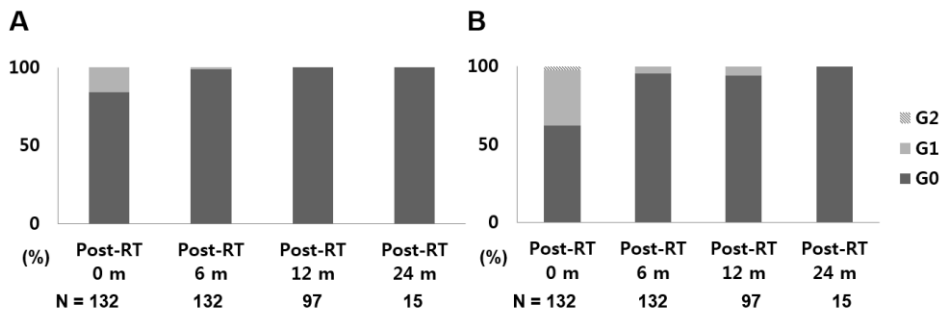 A
100
50
0
(%)
Post-RT Post-RT Post-RT Post-RT
0 m 6 m 12 m 24 m
N = 132 132 97 15
B
100
50
0
(%)
Post-RT Post-RT Post-RT Post-RT
0 m 6 m 12 m 24 m
N = 132 132 97 15
G2
G1
G0